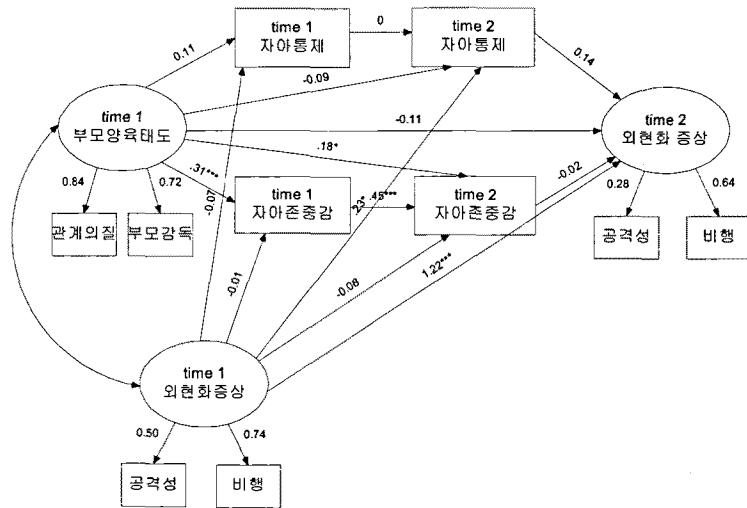 time 1
자아통제
0
time 2
자아통제
0.11
-0.09
0.14
time 1
부모양육태도
-0.11
time 2
외현화 증상
.18*
.31***
0.84
0.72
-0.07
time 1
자아존중감
.23*
.45***
time 2
자아존중감
-0.02
0.28
0.64
관계의질
부모감독
공격성
비행
-0.01
-0.08
1.22***
time 1
외현화증상
0.50
0.74
공격성
비행